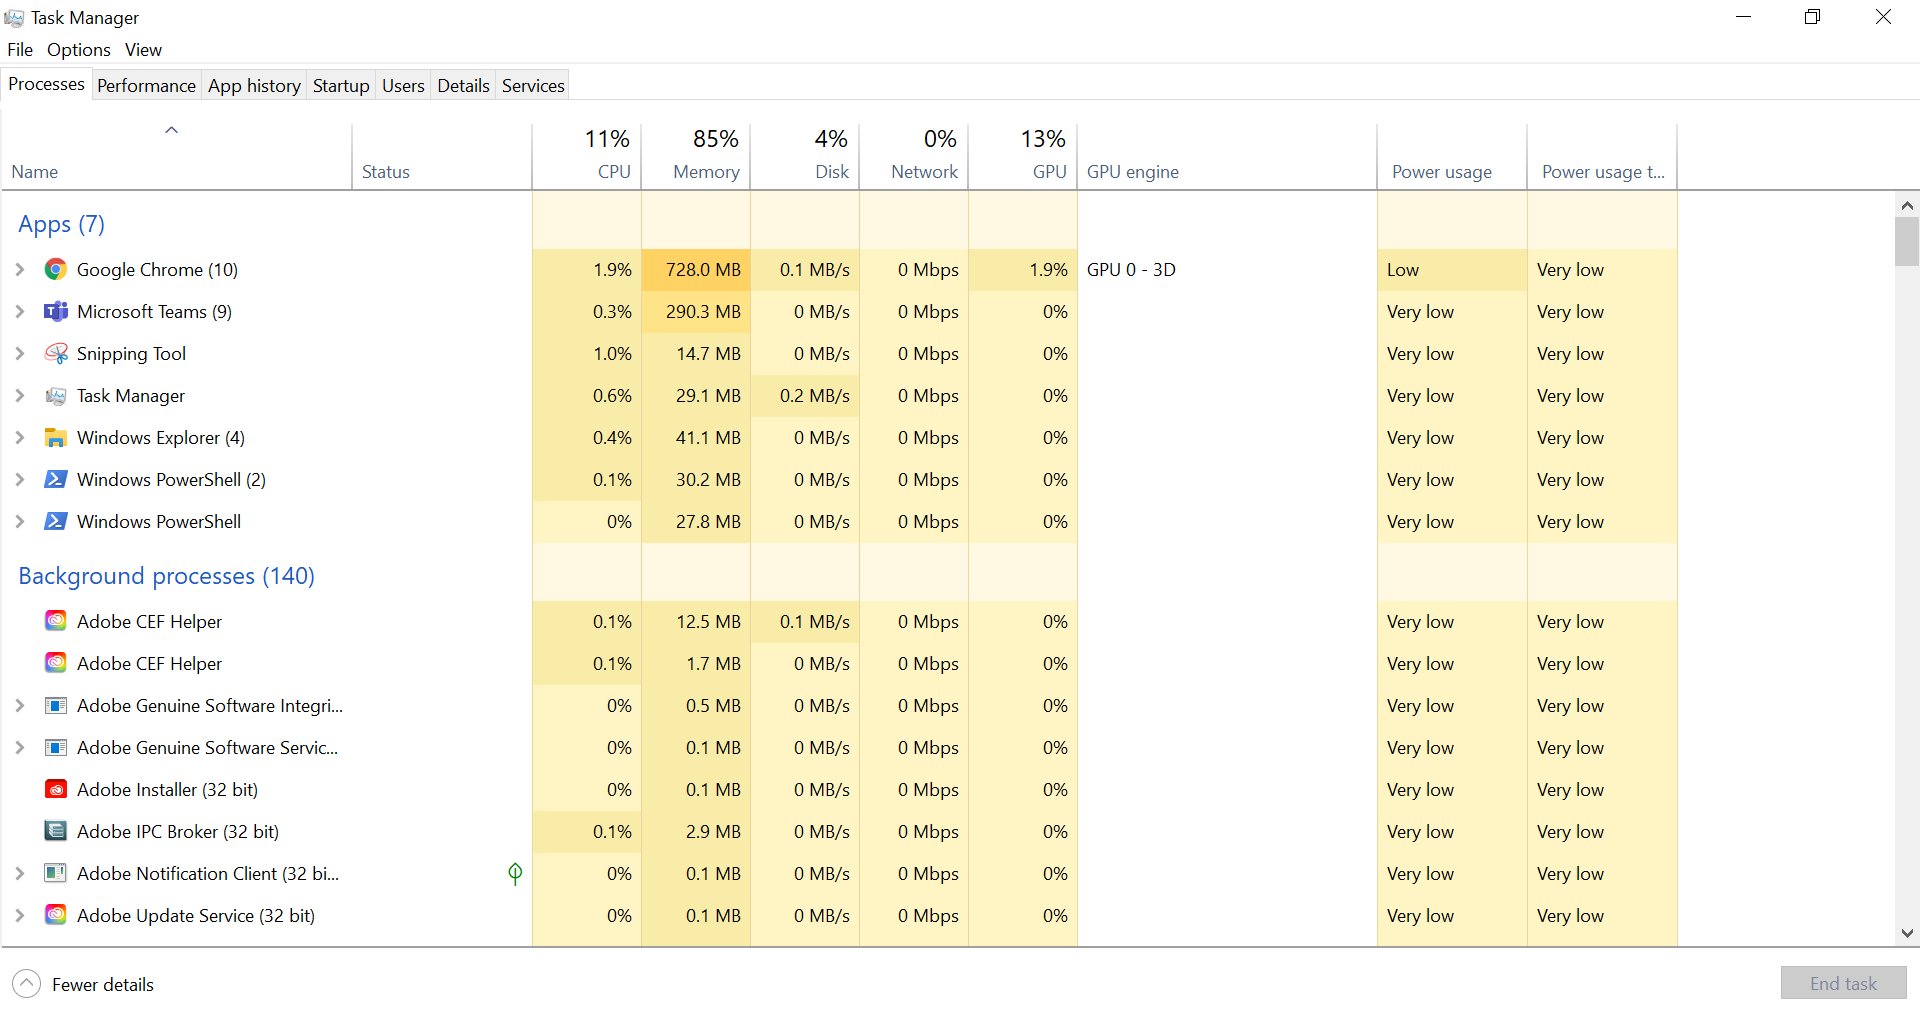 Task Manager
File Options View
Processes Performance App history Startup Users Details Services
11% 85% 4% 0% 13%
Name Status CPU Memory Disk Network GPU GPU engine Power usage Power usage t...
Apps (7)
Google Chrome (10) 1.9% 728.0 MB 0.1 MB/s 0 Mbps 1.9% GPU 0 - 3D Low Very low
Microsoft Teams (9) 0.3% 290.3 MB 0 MB/s 0 Mbps 0% Very low Very low
Snipping Tool 1.0% 14.7 MB 0 MB/s 0 Mbps 0% Very low Very low
Task Manager 0.6% 29.1 MB 0.2 MB/s 0 Mbps 0% Very low Very low
Windows Explorer (4) 0.4% 41.1 MB 0 MB/s 0 Mbps 0% Very low Very low
Windows PowerShell (2) 0.1% 30.2 MB 0 MB/s 0 Mbps 0% Very low Very low
Windows PowerShell 0% 27.8 MB 0 MB/s 0 Mbps 0% Very low Very low
Background processes (140)
Adobe CEF Helper 0.1% 12.5 MB 0.1 MB/s 0 Mbps 0% Very low Very low
Adobe CEF Helper 0.1% 1.7 MB 0 MB/s 0 Mbps 0% Very low Very low
Adobe Genuine Software Integri... 0% 0.5 MB 0 MB/s 0 Mbps 0% Very low Very low
Adobe Genuine Software Servic... 0% 0.1 MB 0 MB/s 0 Mbps 0% Very low Very low
Adobe Installer (32 bit) 0% 0.1 MB 0 MB/s 0 Mbps 0% Very low Very low
Adobe IPC Broker (32 bit) 0.1% 2.9 MB 0 MB/s 0 Mbps 0% Very low Very low
Adobe Notification Client (32 bi... 0% 0.1 MB 0 MB/s 0 Mbps 0% Very low Very low
Adobe Update Service (32 bit) 0% 0.1 MB 0 MB/s 0 Mbps 0% Very low Very low
Fewer details End task